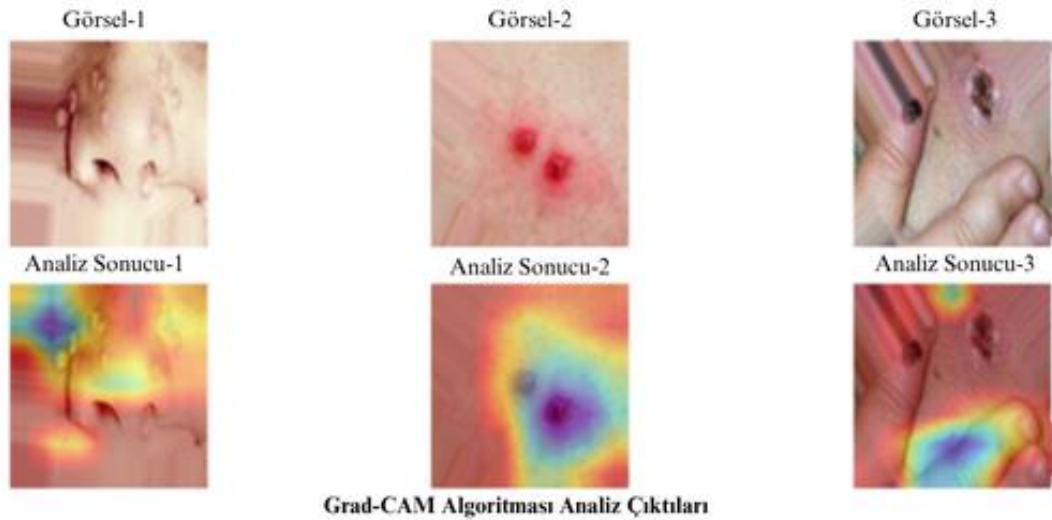 Görsel-1
Görsel-2
Görsel-3
Analiz Sonucu-1
Analiz Sonucu-2
Analiz Sonucu-3
Grad-CAM Algoritması Analiz Çıktıları